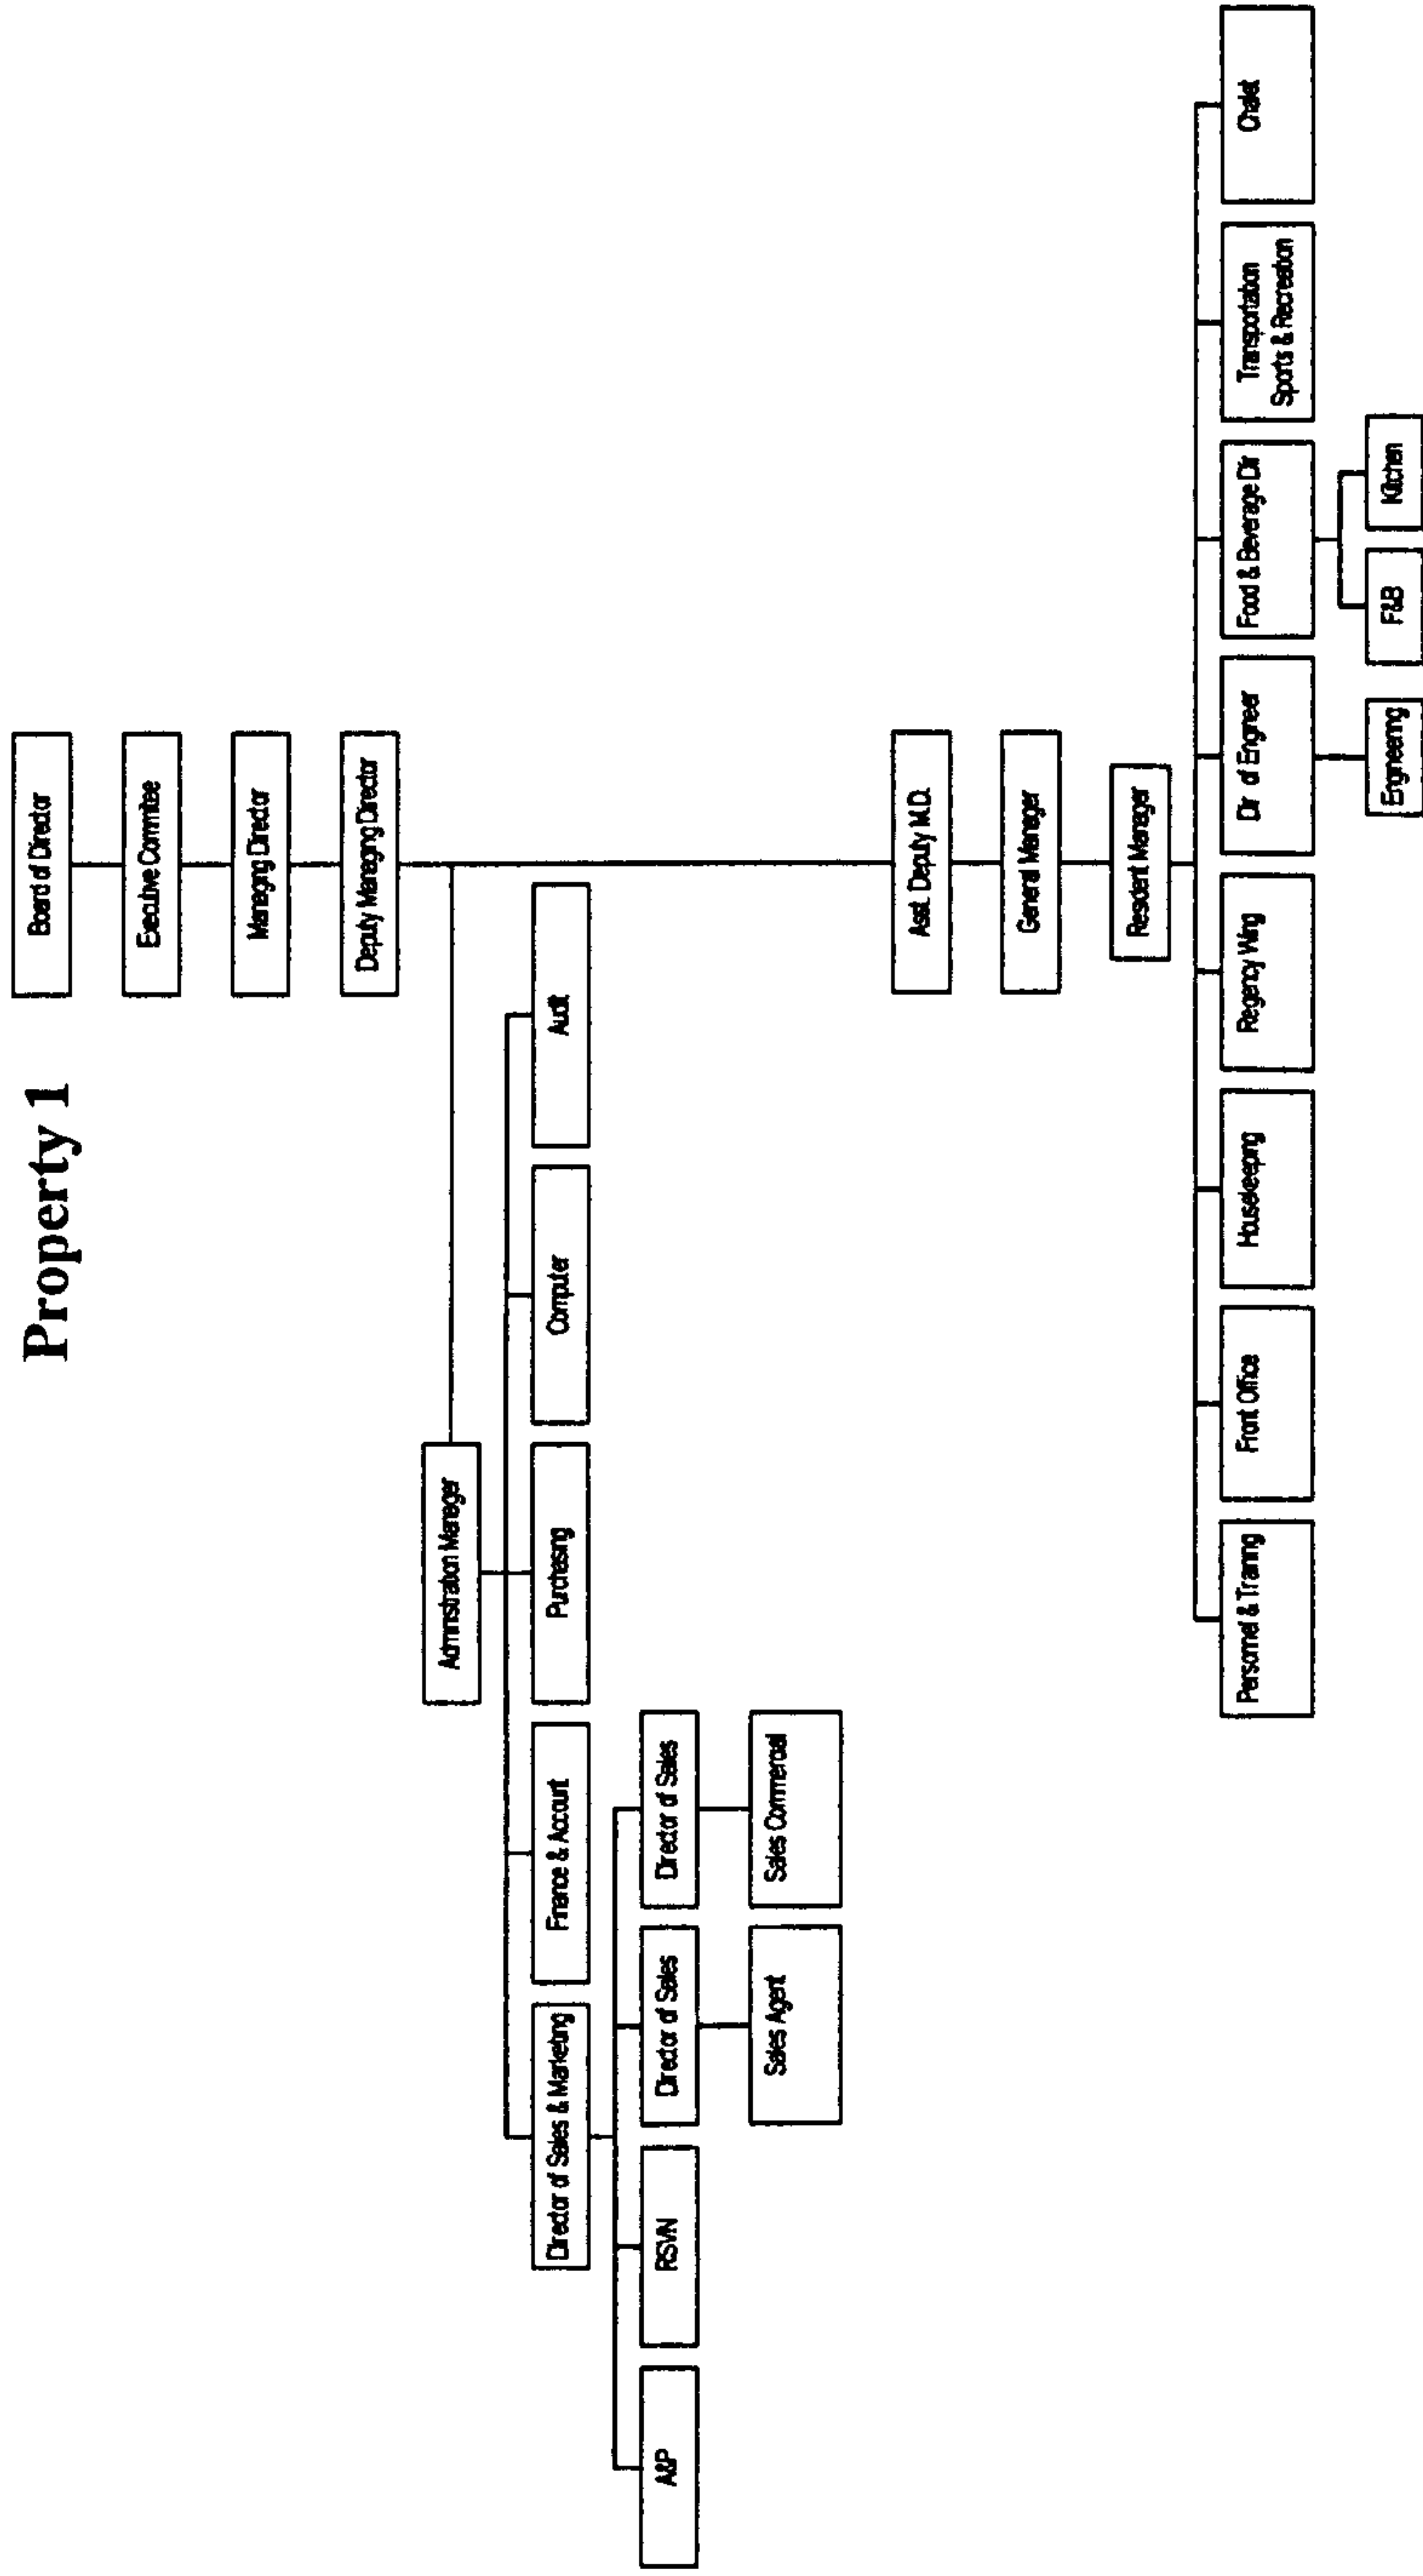 Property 1
Board of Director
Executive Commitee
Managing Director
Deputy Managing Director
Administration Manager
Director of Sales & Marketing
Finance & Account
Purchasing
Computer
Audit
A&P
RSVN
Director of Sales
Director of Sales
Sales Agent
Sales Commercial
Asst. Deputy M.D.
General Manager
Resident Manager
Personnel & Training
Front Office
Housekeeping
Regency Wing
Dir of Engineer
Food & Beverage Dir
Transportation
Sports & Recreation
Chalet
Engineering
F&B
Kitchen